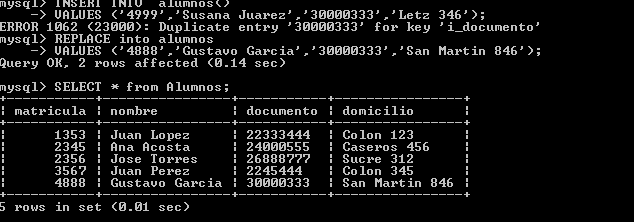 mysql> INSERT INTO alumnos()
    -> VALUES ('4999','Susana Juarez','30000333','Letz 346');
ERROR 1062 (23000): Duplicate entry '30000333' for key 'i_documento'
mysql> REPLACE into alumnos
    -> VALUES ('4888','Gustavo Garcia','30000333','San Martin 846');
Query OK, 2 rows affected (0.14 sec)
mysql> SELECT * from Alumnos;
+-----------+----------------+-----------+----------------+
| matricula | nombre         | documento | domicilio      |
+-----------+----------------+-----------+----------------+
|      1353 | Juan Lopez     | 22333444  | Colon 123      |
|      2345 | Ana Acosta     | 24000555  | Caseros 456    |
|      2356 | Jose Torres    | 26888777  | Sucre 312      |
|      3567 | Juan Perez     | 2245444   | Colon 345      |
|      4888 | Gustavo Garcia | 30000333  | San Martin 846 |
+-----------+----------------+-----------+----------------+
5 rows in set (0.01 sec)